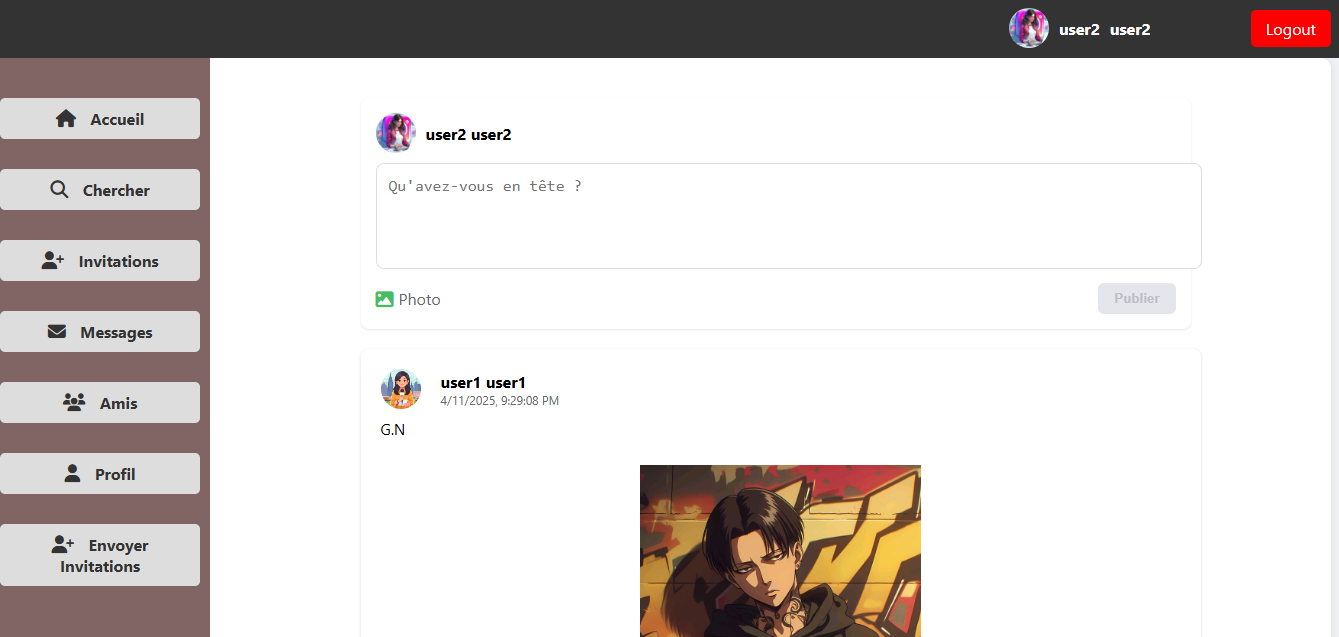 user2 user2
Logout
Accueil
Chercher
Invitations
Messages
Amis
Profil
Envoyer
Invitations
user2 user2
Qu'avez-vous en tête ?
Photo
Publier
user1 user1
4/11/2025, 9:29:08 PM
G.N